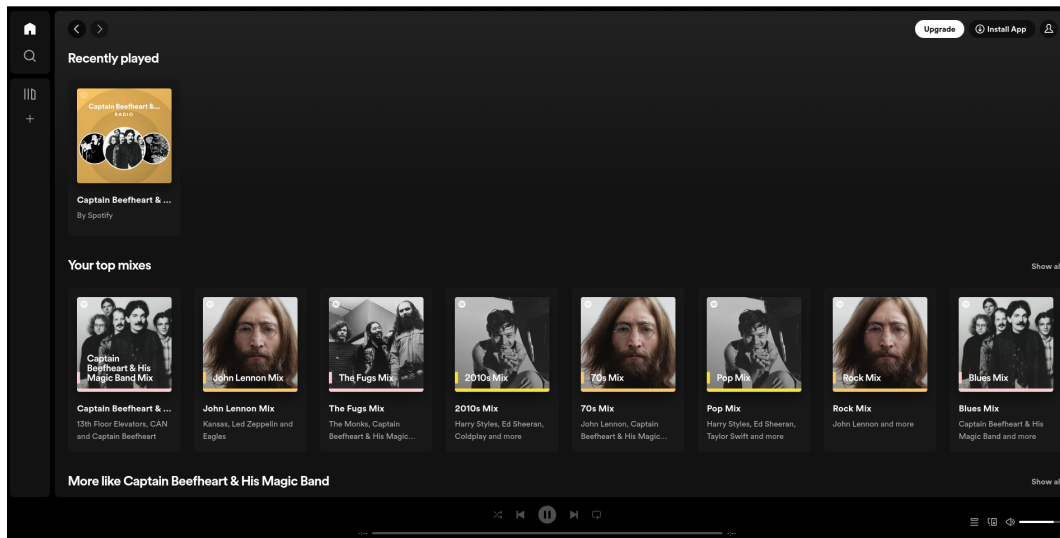 Upgrade
Install App
Recently played
Captain Beefheart &...
RADIO
Captain Beefheart & ...
By Spotify
Your top mixes
Show al
Captain
Beefheart & His
Magic Band Mix
John Lennon Mix
The Fugs Mix
2010s Mix
70s Mix
Pop Mix
Rock Mix
Blues Mix
Captain Beefheart & ...
13th Floor Elevators, CAN
and Captain Beefheart
John Lennon Mix
Kansas, Led Zeppelin and
Eagles
The Fugs Mix
The Monks, Captain
Beefheart & His Magic...
2010s Mix
Harry Styles, Ed Sheeran,
Coldplay and more
70s Mix
John Lennon, Captain
Beefheart & His Magic...
Pop Mix
Harry Styles, Ed Sheeran,
Taylor Swift and more
Rock Mix
John Lennon and more
Blues Mix
Captain Beefheart & His
Magic Band and more
More like Captain Beefheart & His Magic Band
Show al
-:--
-:--